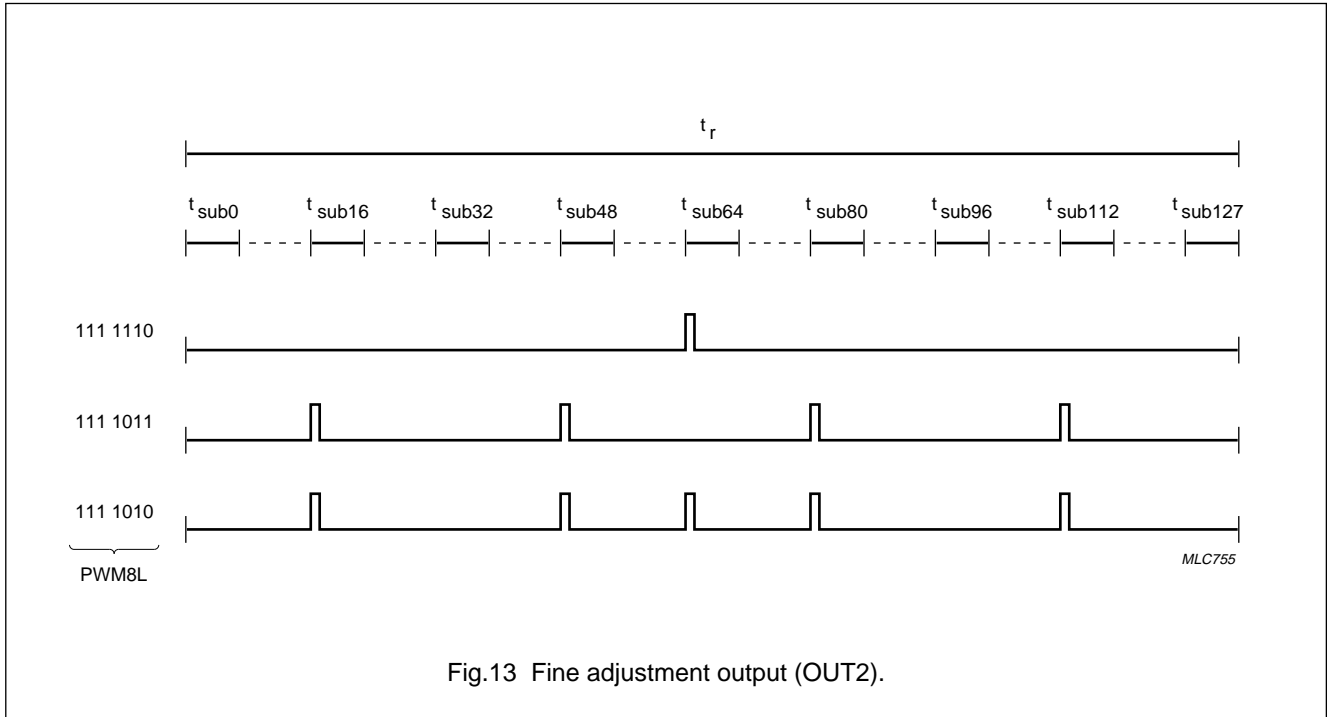 t r
t sub0 t sub16 t sub32 t sub48 t sub64 t sub80 t sub96 t sub112 t sub127
111 1110
111 1011
111 1010
PWM8L
MLC755
Fig.13 Fine adjustment output (OUT2).